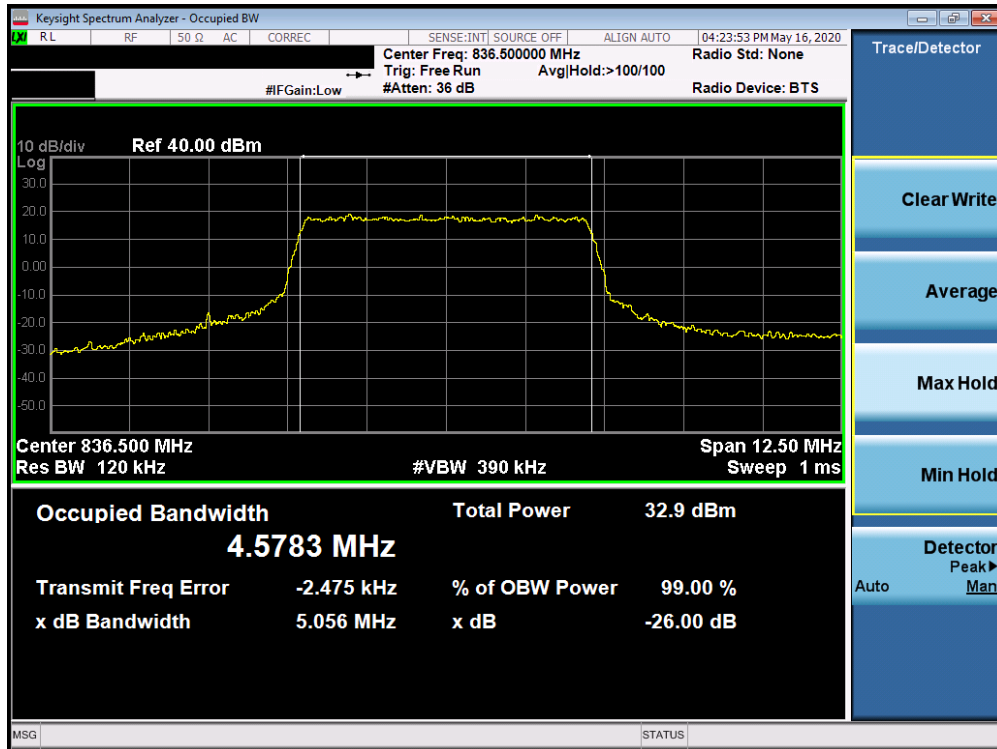 Keysight Spectrum Analyzer - Occupied BW
LXI RL RF 50 Ω AC CORREC SENSE:INT SOURCE OFF ALIGN AUTO 04:23:53 PM May 16, 2020
Center Freq: 836.500000 MHz Radio Std: None
Trig: Free Run Avg|Hold:>100/100
#IFGain:Low #Atten: 36 dB Radio Device: BTS
Trace/Detector
10 dB/div Ref 40.00 dBm
Log
30.0
20.0
10.0
0.00
-10.0
-20.0
-30.0
-40.0
-50.0
Center 836.500 MHz Span 12.50 MHz
Res BW 120 kHz #VBW 390 kHz Sweep 1 ms
Occupied Bandwidth Total Power 32.9 dBm
4.5783 MHz
Transmit Freq Error -2.475 kHz % of OBW Power 99.00 %
x dB Bandwidth 5.056 MHz x dB -26.00 dB
Clear Write
Average
Max Hold
Min Hold
Detector
Peak▶
Auto Man
MSG STATUS